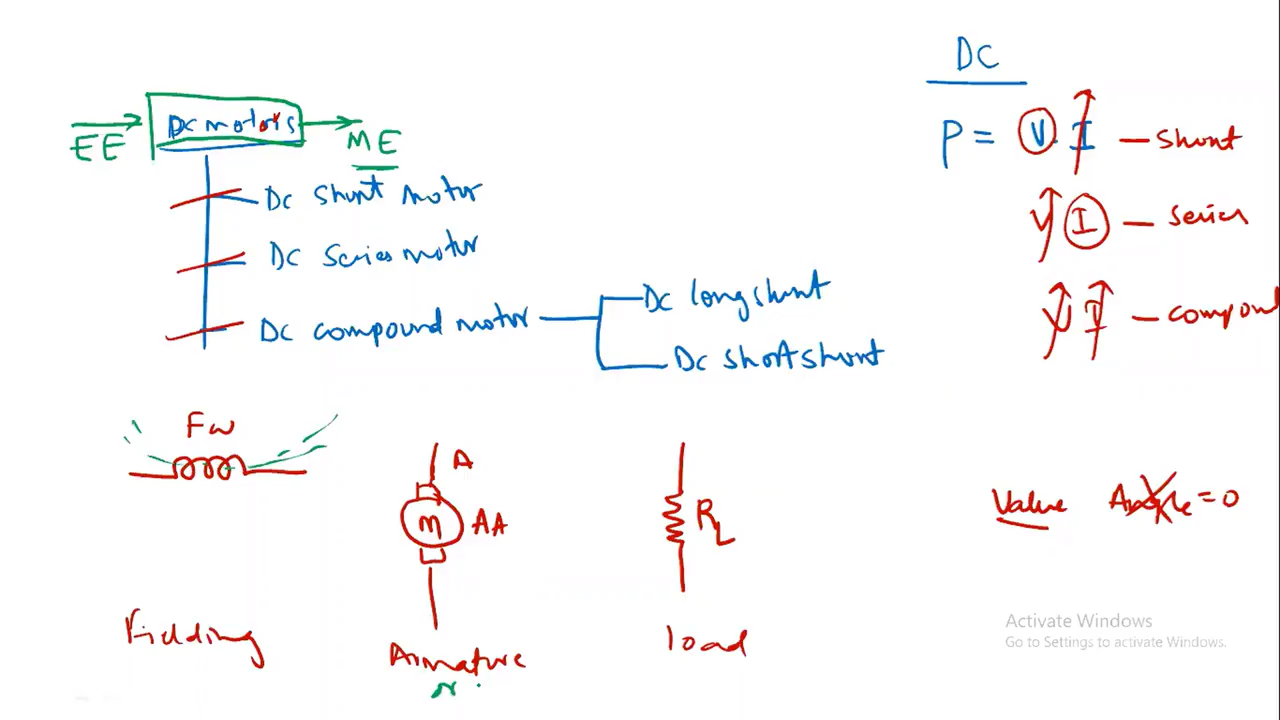 DC
EE DC motors ME
P = V. I — Shunt
DC Shunt motor
V I — Series
DC Series motor
DC compound motor
DC long shunt
V I — compound
DC short shunt
Fw
A
M AA
RL
Value Angle = 0
Fielding
Armature
load
Activate Windows
Go to Settings to activate Windows.